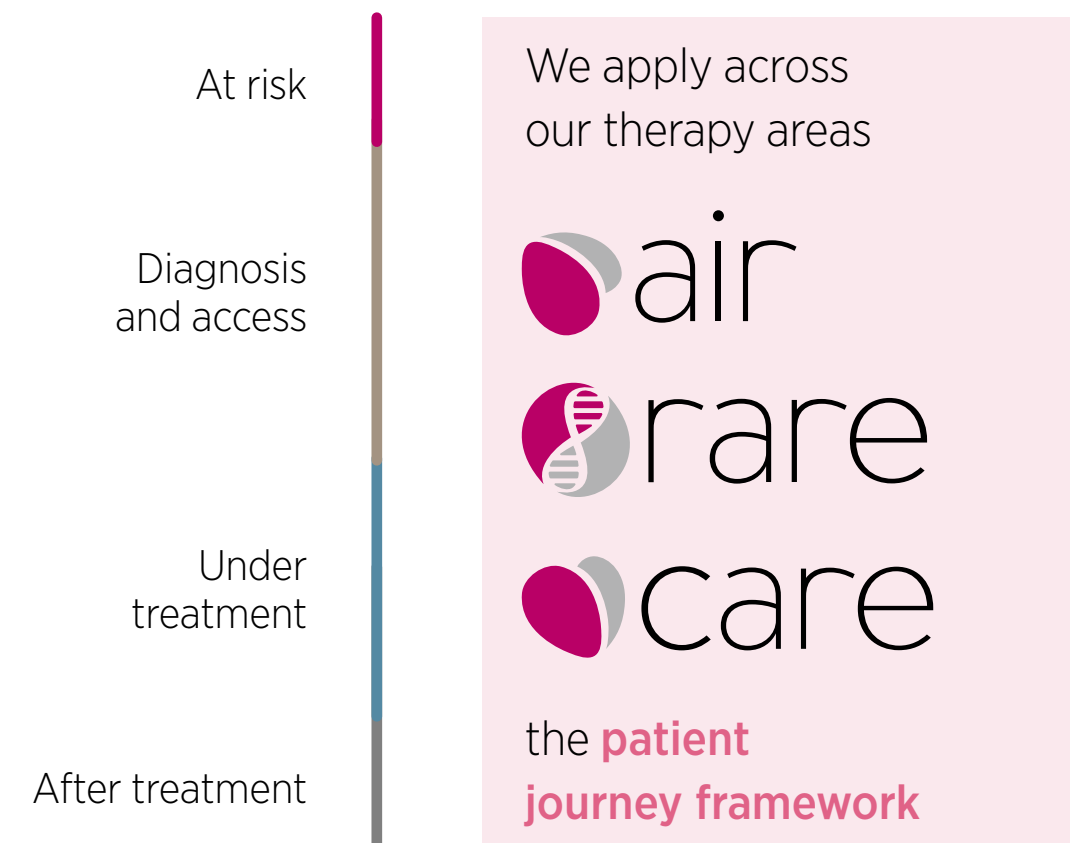 At risk
Diagnosis
and access
Under
treatment
After treatment
We apply across
our therapy areas
air
rare
care
the patient
journey framework